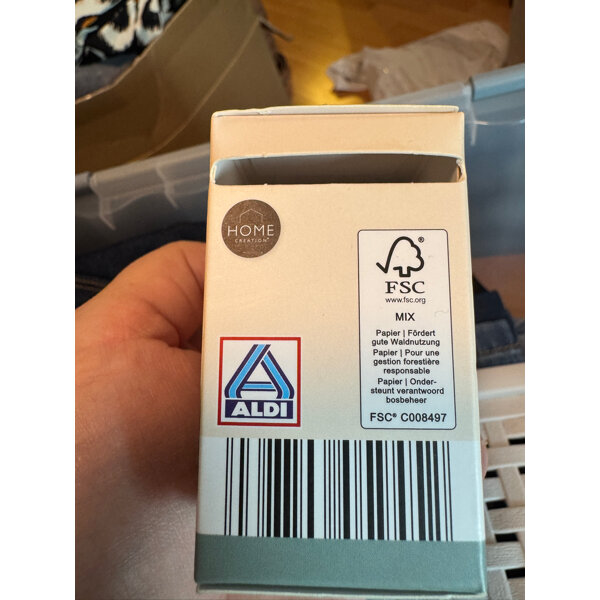 HOME
CREATION
FSC®
www.fsc.org
MIX
Papier | Fördert
gute Waldnutzung
Papier | Pour une
gestion forestière
responsable
Papier | Onder-
steunt verantwoord
bosbeheer
FSC® C008497
ALDI